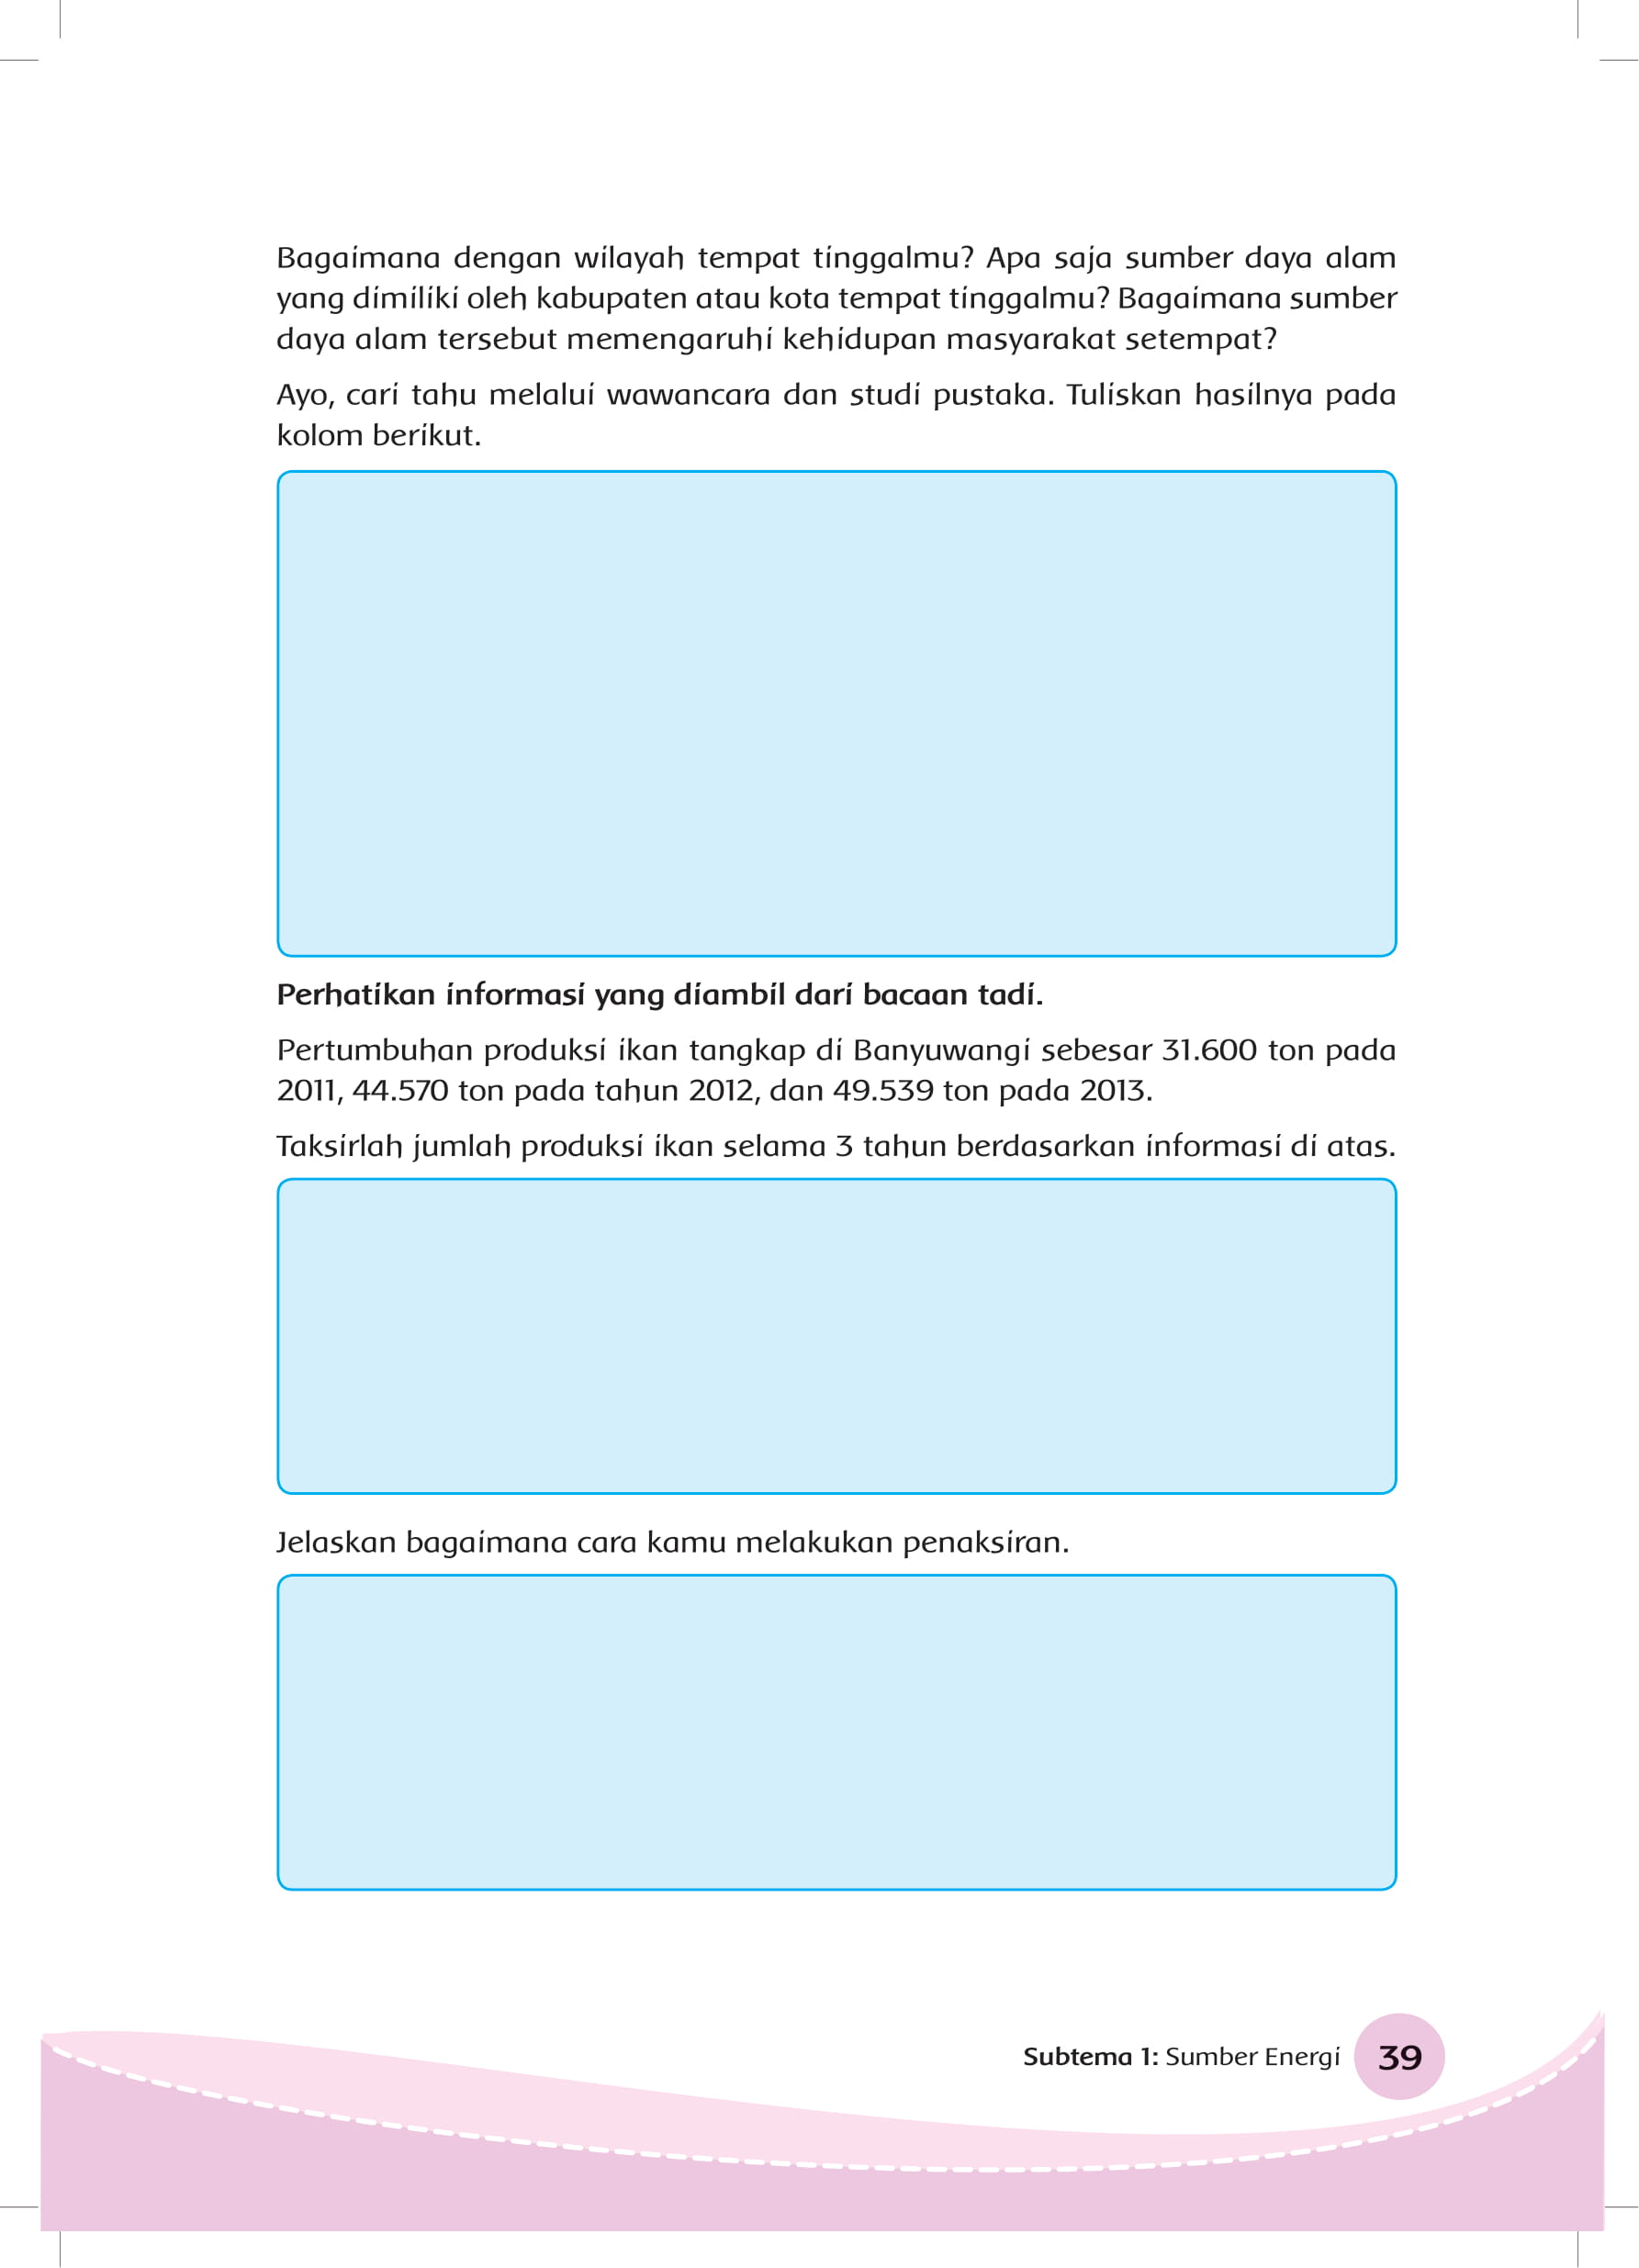 Bagaimana dengan wilayah tempat tinggalmu? Apa saja sumber daya alam
yang dimiliki oleh kabupaten atau kota tempat tinggalmu? Bagaimana sumber
daya alam tersebut memengaruhi kehidupan masyarakat setempat?
Ayo, cari tahu melalui wawancara dan studi pustaka. Tuliskan hasilnya pada
kolom berikut.
Perhatikan informasi yang diambil dari bacaan tadi.
Pertumbuhan produksi ikan tangkap di Banyuwangi sebesar 31.600 ton pada
2011, 44.570 ton pada tahun 2012, dan 49.539 ton pada 2013.
Taksirlah jumlah produksi ikan selama 3 tahun berdasarkan informasi di atas.
Jelaskan bagaimana cara kamu melakukan penaksiran.
Subtema 1: Sumber Energi 39